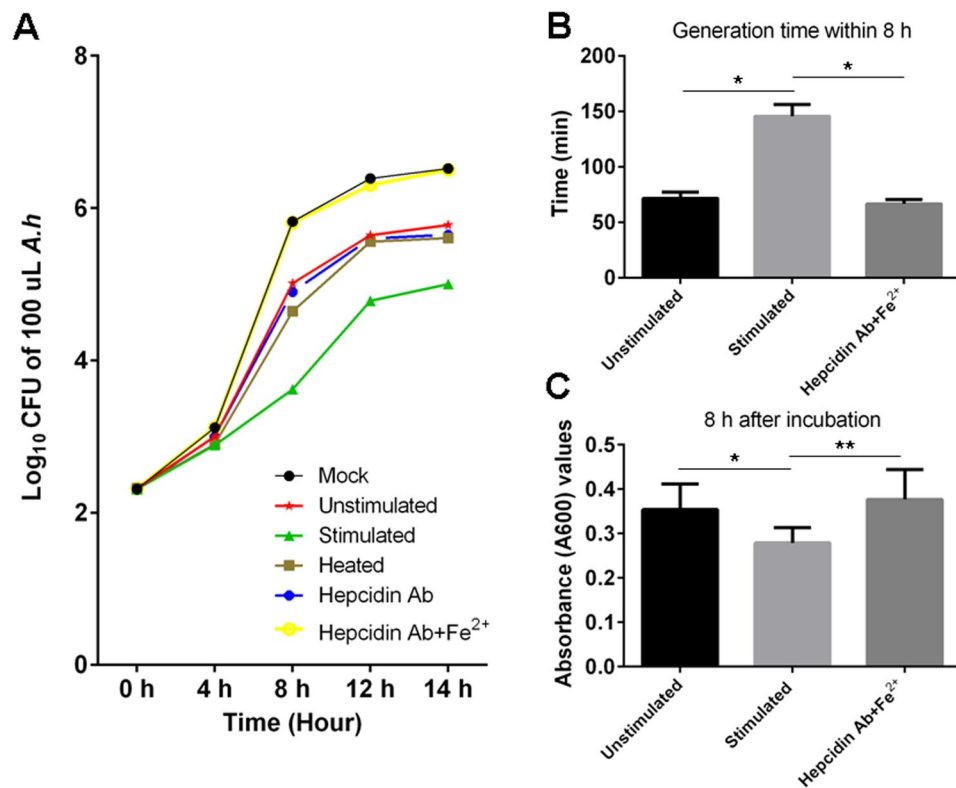 A
8
6
4
2
0
Log₁₀ CFU of 100 uL A.h
Mock
Unstimulated
Stimulated
Heated
Hepcidin Ab
Hepcidin Ab+Fe²⁺
0 h 4 h 8 h 12 h 14 h
Time (Hour)
B
Generation time within 8 h
200
150
100
50
0
Time (min)
* *
Unstimulated
Stimulated
Hepcidin Ab+Fe²⁺
C
8 h after incubation
0.5
0.4
0.3
0.2
0.1
0.0
Absorbance (A600) values
* **
Unstimulated
Stimulated
Hepcidin Ab+Fe²⁺